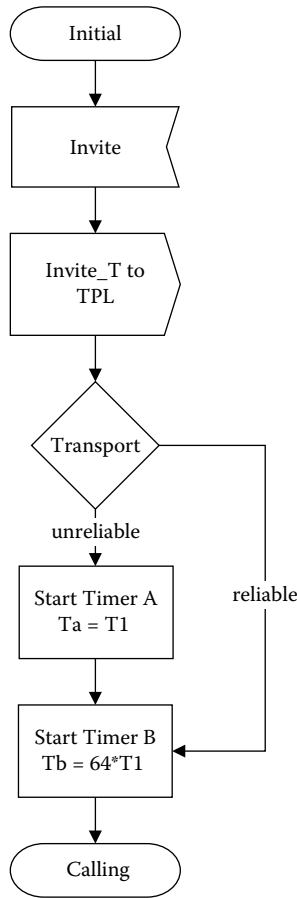 Initial
Invite
Invite_T to
TPL
Transport
unreliable
reliable
Start Timer A
Ta = T1
Start Timer B
Tb = 64*T1
Calling